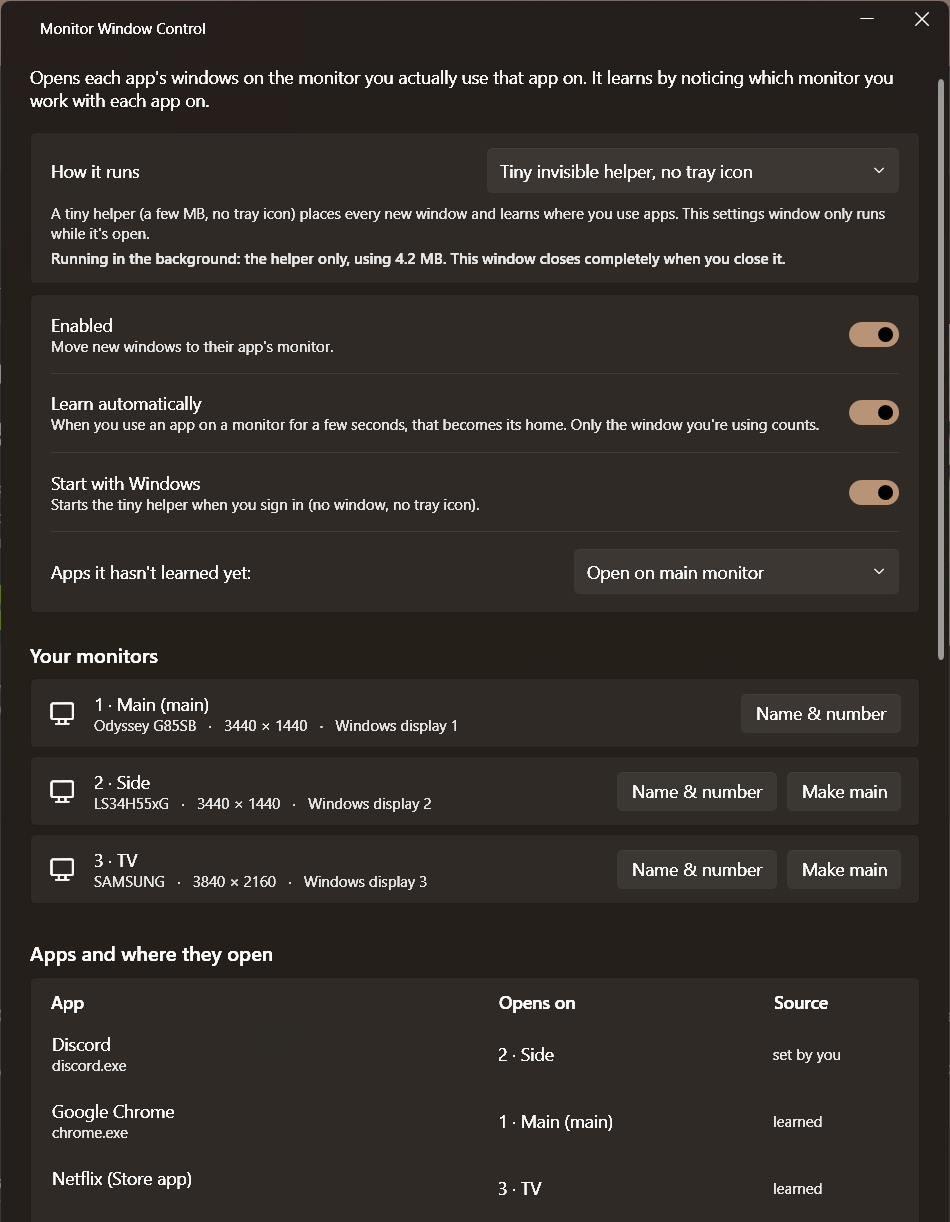 Monitor Window Control
Opens each app's windows on the monitor you actually use that app on. It learns by noticing which monitor you
work with each app on.
How it runs
Tiny invisible helper, no tray icon
A tiny helper (a few MB, no tray icon) places every new window and learns where you use apps. This settings window only runs
while it's open.
Running in the background: the helper only, using 4.2 MB. This window closes completely when you close it.
Enabled
Move new windows to their app's monitor.
Learn automatically
When you use an app on a monitor for a few seconds, that becomes its home. Only the window you're using counts.
Start with Windows
Starts the tiny helper when you sign in (no window, no tray icon).
Apps it hasn't learned yet:
Open on main monitor
Your monitors
1 · Main (main)
Odyssey G85SB · 3440 × 1440 · Windows display 1
Name & number
2 · Side
LS34H55xG · 3440 × 1440 · Windows display 2
Name & number
Make main
3 · TV
SAMSUNG · 3840 × 2160 · Windows display 3
Name & number
Make main
Apps and where they open
App Opens on Source
Discord
discord.exe
2 · Side
set by you
Google Chrome
chrome.exe
1 · Main (main)
learned
Netflix (Store app)
3 · TV
learned